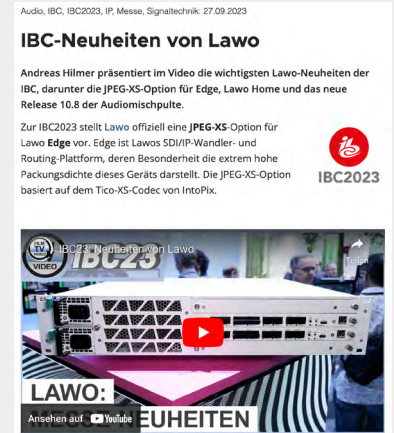 Audio, IBC, IBC2023, IP, Messe, Signaltechnik: 27.09.2023
IBC-Neuheiten von Lawo
Andreas Hilmer präsentiert im Video die wichtigsten Lawo-Neuheiten der
IBC, darunter die JPEG-XS-Option für Edge, Lawo Home und das neue
Release 10.8 der Audiomischpulte.
Zur IBC2023 stellt Lawo offiziell eine JPEG-XS-Option für
Lawo Edge vor. Edge ist Lawos SDI/IP-Wandler- und
Routing-Plattform, deren Besonderheit die extrem hohe
Packungsdichte dieses Geräts darstellt. Die JPEG-XS-Option
basiert auf dem Tico-XS-Codec von IntoPix.
IBC2023
FILM
TV
VIDEO
IBC23: Neuheiten von Lawo
Teilen
VIDEO
IBC23
LAWO:
MESSE-NEUHEITEN
Ansehen auf YouTube